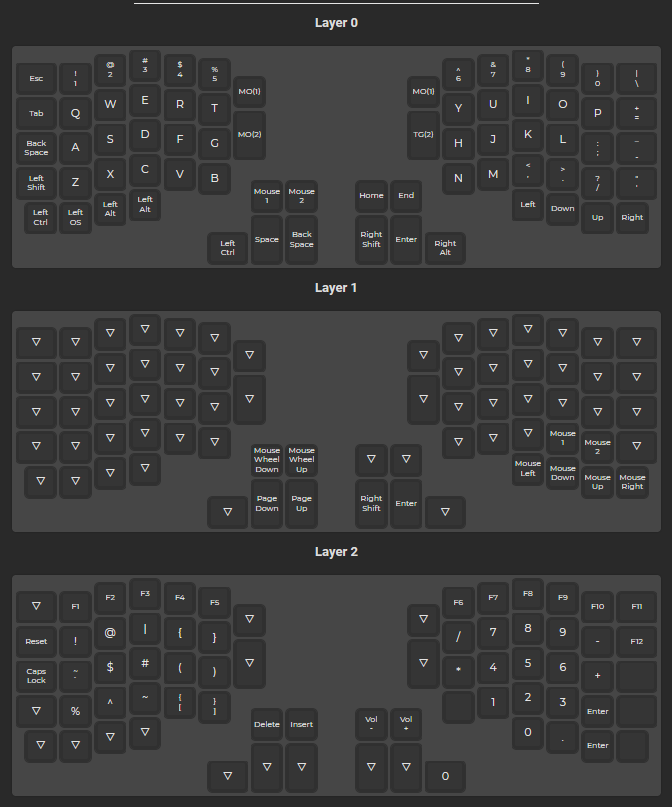 Layer 0
Esc
!
1
@
2
#
3
$
4
%
5
MO(1)
MO(1)
^
6
&
7
*
8
(
9
)
0
|
\
Tab
Q
W
E
R
T
MO(2)
TG(2)
Y
U
I
O
P
+
=
Back
Space
A
S
D
F
G
H
J
K
L
:
;
_
-
Left
Shift
Z
X
C
V
B
N
M
<
,
>
.
?
/
"
'
Left
Ctrl
Left
OS
Left
Alt
Left
Alt
Mouse
1
Mouse
2
Home
End
Left
Down
Up
Right
Left
Ctrl
Space
Back
Space
Right
Shift
Enter
Right
Alt
Layer 1
Mouse
1
Mouse
2
Mouse
Wheel
Down
Mouse
Wheel
Up
Mouse
Left
Mouse
Down
Mouse
Up
Mouse
Right
Page
Down
Page
Up
Right
Shift
Enter
Layer 2
F1
F2
F3
F4
F5
F6
F7
F8
F9
F10
F11
Reset
!
@
|
{
}
/
7
8
9
-
F12
Caps
Lock
~
`
$
#
(
)
*
4
5
6
+
%
^
~
{
[
}
]
1
2
3
Enter
Delete
Insert
Vol
-
Vol
+
0
.
Enter
0